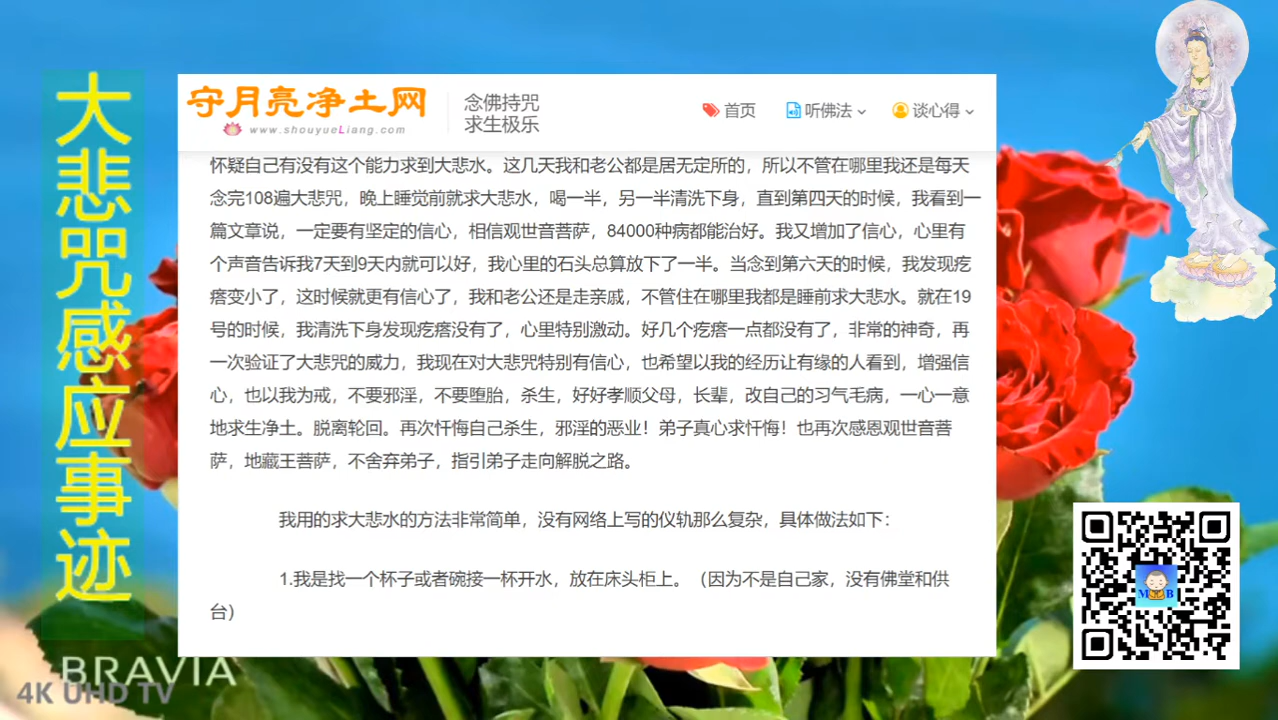 大悲咒感应事迹
守月亮净土网
www.shouyueLiang.com
念佛持咒
求生极乐
首页
听佛法
谈心得
怀疑自己有没有这个能力求到大悲水。这几天我和老公都是居无定所的，所以不管在哪里我还是每天
念完108遍大悲咒，晚上睡觉前就求大悲水，喝一半，另一半清洗下身，直到第四天的时候，我看到一
篇文章说，一定要有坚定的信心，相信观世音菩萨，84000种病都能治好。我又增加了信心，心里有
个声音告诉我7天到9天内就可以好，我心里的石头总算放下了一半。当念到第六天的时候，我发现疙
瘩变小了，这时候就更有信心了，我和老公还是走亲戚，不管住在哪里我都是睡前求大悲水。就在19
号的时候，我清洗下身发现疙瘩没有了，心里特别激动。好几个疙瘩一点都没有了，非常的神奇，再
一次验证了大悲咒的威力，我现在对大悲咒特别有信心，也希望以我的经历让有缘的人看到，增强信
心，也以我为戒，不要邪淫，不要堕胎，杀生，好好孝顺父母，长辈，改自己的习气毛病，一心一意
地求生净土。脱离轮回。再次忏悔自己杀生，邪淫的恶业！弟子真心求忏悔！也再次感恩观世音菩
萨，地藏王菩萨，不舍弃弟子，指引弟子走向解脱之路。
我用的求大悲水的方法非常简单，没有网络上写的仪轨那么复杂，具体做法如下：
1.我是找一个杯子或者碗接一杯开水，放在床头柜上。（因为不是自己家，没有佛堂和供
台）
M B
BRAVIA
4K UHD TV